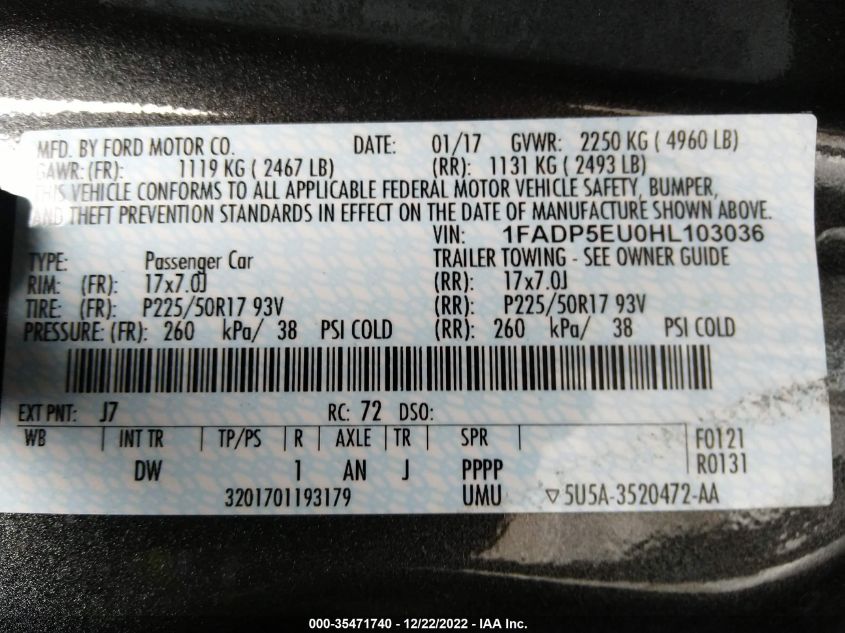 MFD. BY FORD MOTOR CO. DATE: 01/17 GVWR: 2250 KG ( 4960 LB)
GAWR: (FR): 1119 KG ( 2467 LB) (RR): 1131 KG ( 2493 LB)
THIS VEHICLE CONFORMS TO ALL APPLICABLE FEDERAL MOTOR VEHICLE SAFETY, BUMPER,
AND THEFT PREVENTION STANDARDS IN EFFECT ON THE DATE OF MANUFACTURE SHOWN ABOVE.
VIN: 1FADP5EU0HL103036
TYPE: Passenger Car TRAILER TOWING - SEE OWNER GUIDE
RIM: (FR): 17x7.0J (RR): 17x7.0J
TIRE: (FR): P225/50R17 93V (RR): P225/50R17 93V
PRESSURE: (FR): 260 kPa/ 38 PSI COLD (RR): 260 kPa/ 38 PSI COLD
EXT PNT: J7 RC: 72 DSO:
WB INT TR TP/PS R AXLE TR SPR F0121
DW 1 AN J PPPP R0131
3201701193179 UMU ▽5U5A-3520472-AA
000-35471740 - 12/22/2022 - IAA Inc.